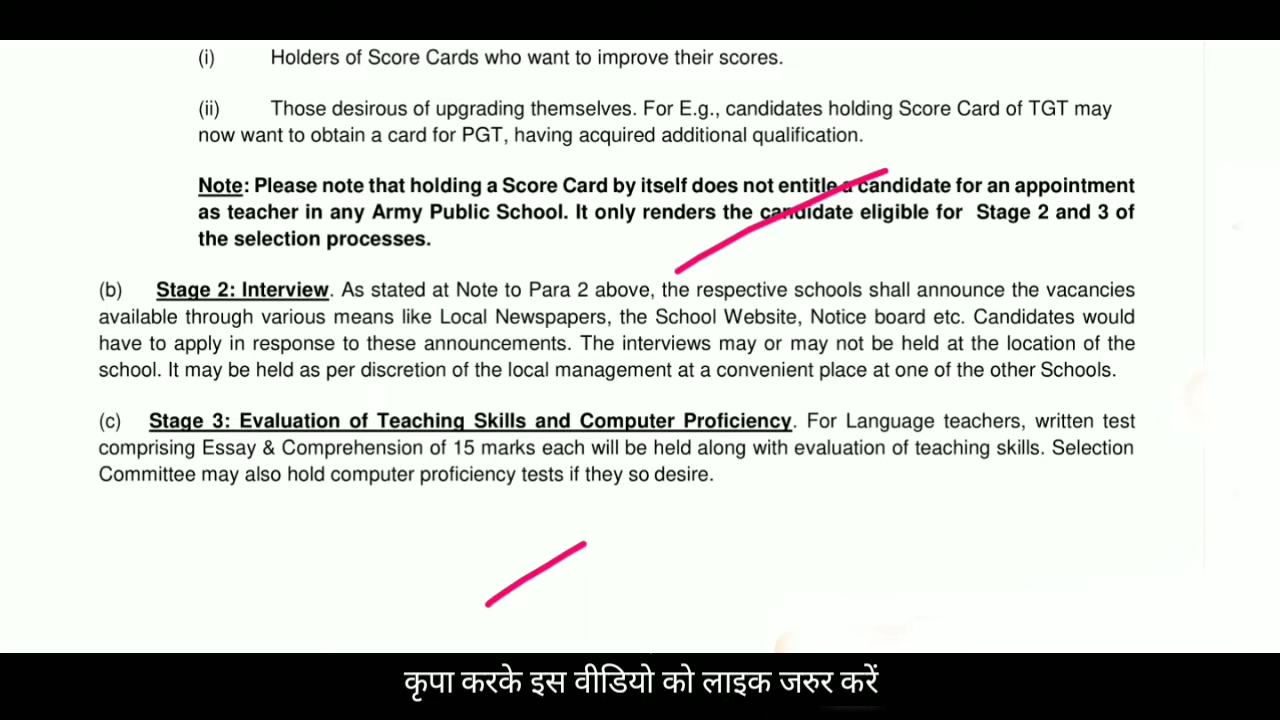 (i) Holders of Score Cards who want to improve their scores.
(ii) Those desirous of upgrading themselves. For E.g., candidates holding Score Card of TGT may
now want to obtain a card for PGT, having acquired additional qualification.
Note: Please note that holding a Score Card by itself does not entitle a candidate for an appointment
as teacher in any Army Public School. It only renders the candidate eligible for Stage 2 and 3 of
the selection processes.
(b) Stage 2: Interview. As stated at Note to Para 2 above, the respective schools shall announce the vacancies
available through various means like Local Newspapers, the School Website, Notice board etc. Candidates would
have to apply in response to these announcements. The interviews may or may not be held at the location of the
school. It may be held as per discretion of the local management at a convenient place at one of the other Schools.
(c) Stage 3: Evaluation of Teaching Skills and Computer Proficiency. For Language teachers, written test
comprising Essay & Comprehension of 15 marks each will be held along with evaluation of teaching skills. Selection
Committee may also hold computer proficiency tests if they so desire.
कृपा करके इस वीडियो को लाइक जरुर करें